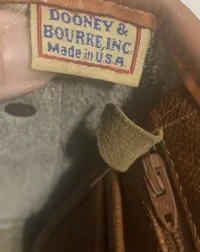 DOONEY &
BOURKE, INC.
Made in U.S.A.